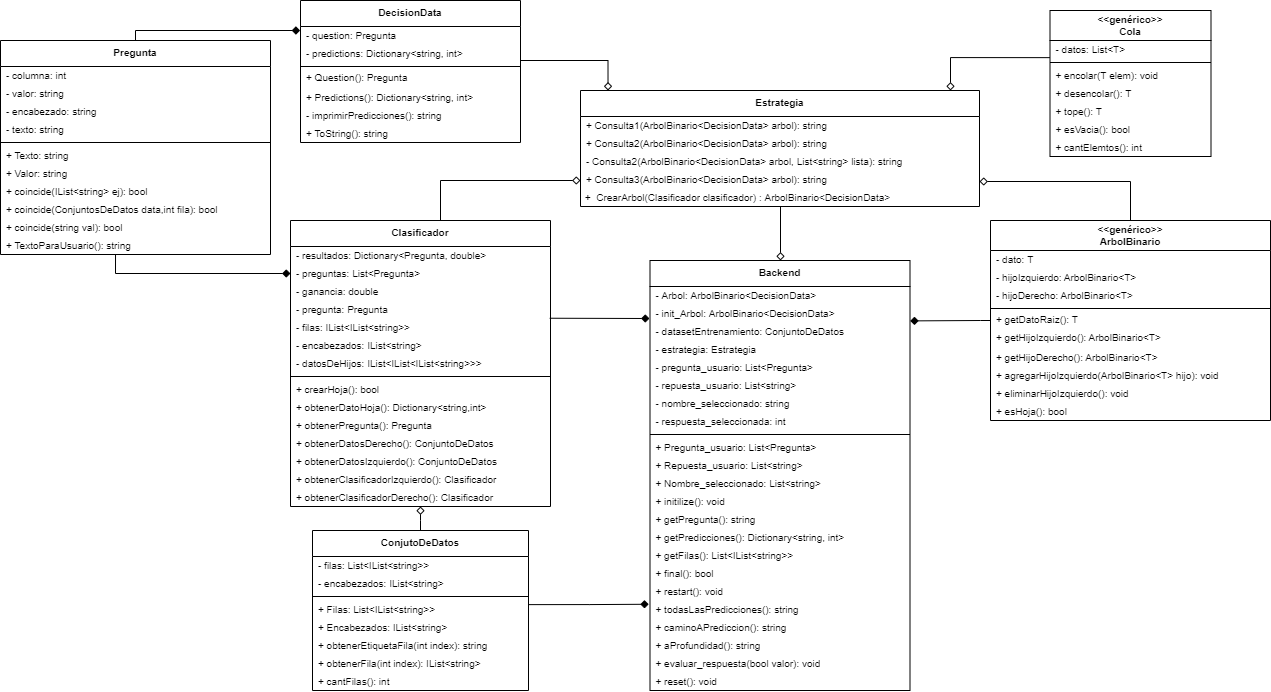 DecisionData
- question: Pregunta
- predictions: Dictionary<string, int>
+ Question(): Pregunta
+ Predictions(): Dictionary<string, int>
- imprimirPredicciones(): string
+ ToString(): string
<<genérico>>
Cola
- datos: List<T>
+ encolar(T elem): void
+ desencolar(): T
+ tope(): T
+ esVacia(): bool
+ cantElemtos(): int
Pregunta
- columna: int
- valor: string
- encabezado: string
- texto: string
+ Texto: string
+ Valor: string
+ coincide(IList<string> ej): bool
+ coincide(ConjuntosDeDatos data,int fila): bool
+ coincide(string val): bool
+ TextoParaUsuario(): string
Estrategia
+ Consulta1(ArbolBinario<DecisionData> arbol): string
+ Consulta2(ArbolBinario<DecisionData> arbol): string
- Consulta2(ArbolBinario<DecisionData> arbol, List<string> lista): string
+ Consulta3(ArbolBinario<DecisionData> arbol): string
+ CrearArbol(Clasificador clasificador) : ArbolBinario<DecisionData>
Clasificador
- resultados: Dictionary<Pregunta, double>
- preguntas: List<Pregunta>
- ganancia: double
- pregunta: Pregunta
- filas: IList<IList<string>>
- encabezados: IList<string>
- datosDeHijos: IList<IList<IList<string>>>
+ crearHoja(): bool
+ obtenerDatoHoja(): Dictionary<string,int>
+ obtenerPregunta(): Pregunta
+ obtenerDatosDerecho(): ConjuntoDeDatos
+ obtenerDatosIzquierdo(): ConjuntoDeDatos
+ obtenerClasificadorIzquierdo(): Clasificador
+ obtenerClasificadorDerecho(): Clasificador
<<genérico>>
ArbolBinario
- dato: T
- hijoIzquierdo: ArbolBinario<T>
- hijoDerecho: ArbolBinario<T>
+ getDatoRaiz(): T
+ getHijoIzquierdo(): ArbolBinario<T>
+ getHijoDerecho(): ArbolBinario<T>
+ agregarHijoIzquierdo(ArbolBinario<T> hijo): void
+ eliminarHijoIzquierdo(): void
+ esHoja(): bool
Backend
- Arbol: ArbolBinario<DecisionData>
- init_Arbol: ArbolBinario<DecisionData>
- datasetEntrenamiento: ConjuntoDeDatos
- estrategia: Estrategia
- pregunta_usuario: List<Pregunta>
- repuesta_usuario: List<string>
- nombre_seleccionado: string
- respuesta_seleccionada: int
+ Pregunta_usuario: List<Pregunta>
+ Repuesta_usuario: List<string>
+ Nombre_seleccionado: List<string>
+ initilize(): void
+ getPregunta(): string
+ getPredicciones(): Dictionary<string, int>
+ getFilas(): List<IList<string>>
+ final(): bool
+ restart(): void
+ todasLasPredicciones(): string
+ caminoAPrediccion(): string
+ aProfundidad(): string
+ evaluar_respuesta(bool valor): void
+ reset(): void
ConjutoDeDatos
- filas: List<IList<string>>
- encabezados: IList<string>
+ Filas: List<IList<string>>
+ Encabezados: IList<string>
+ obtenerEtiquetaFila(int index): string
+ obtenerFila(int index): IList<string>
+ cantFilas(): int